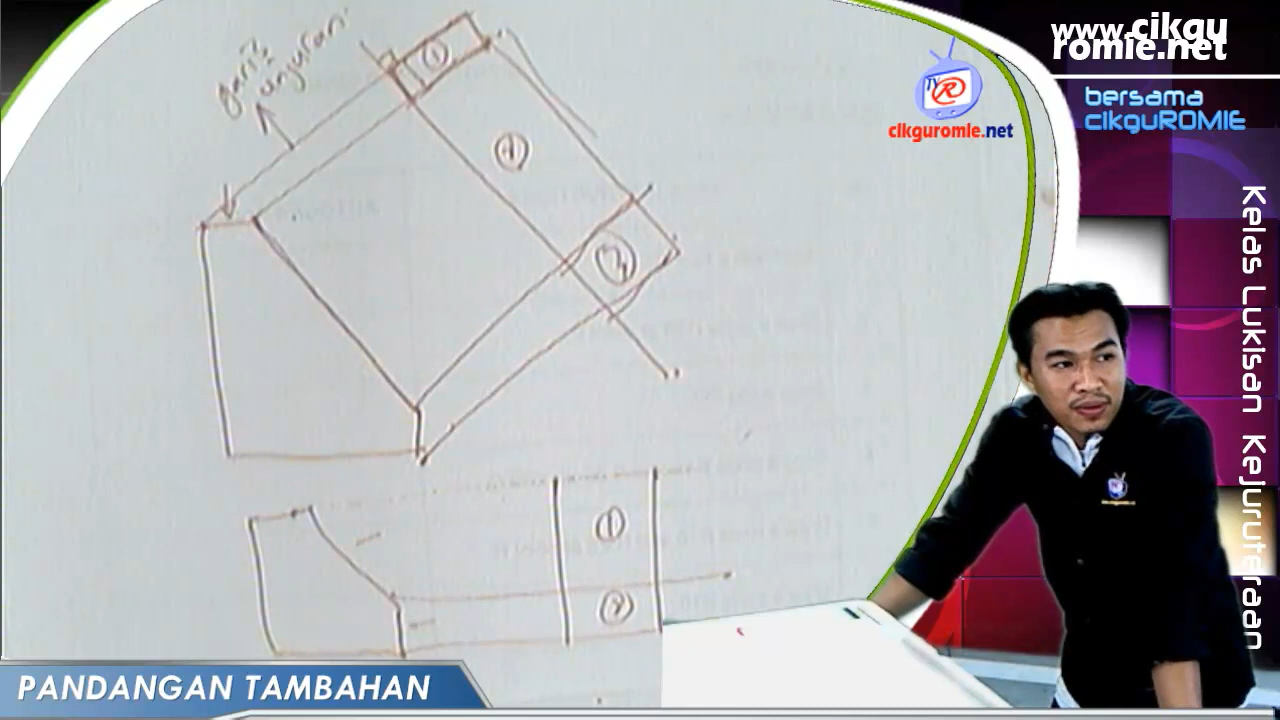 www.cikgu
romie.net
bersama
cikguROMIE
TV R
cikguromie.net
Kelas Lukisan Kejuruteraan
garis
unjuran
1
4
1
2
PANDANGAN TAMBAHAN